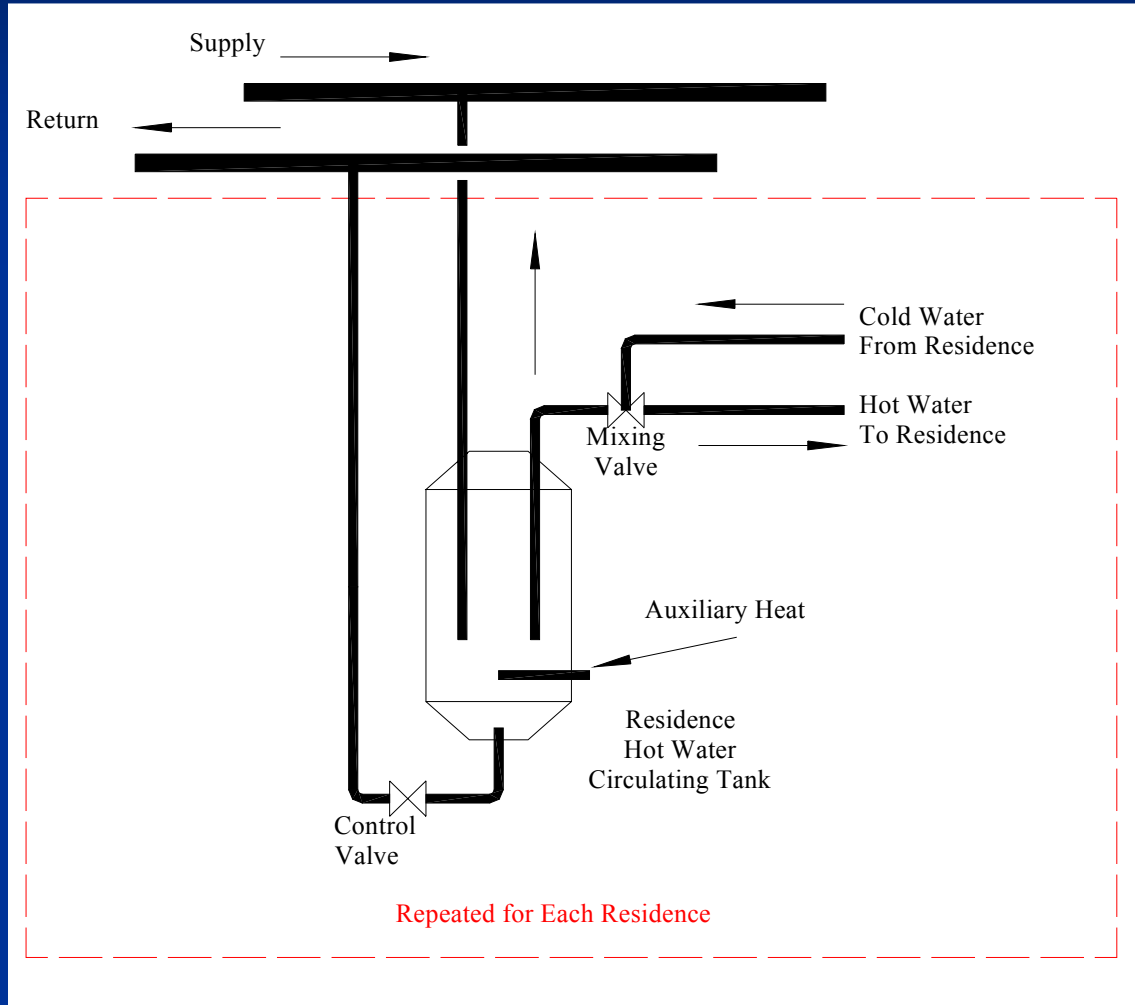 Supply
Return
Cold Water
From Residence
Hot Water
To Residence
Mixing
Valve
Auxiliary Heat
Residence
Hot Water
Circulating Tank
Control
Valve
Repeated for Each Residence